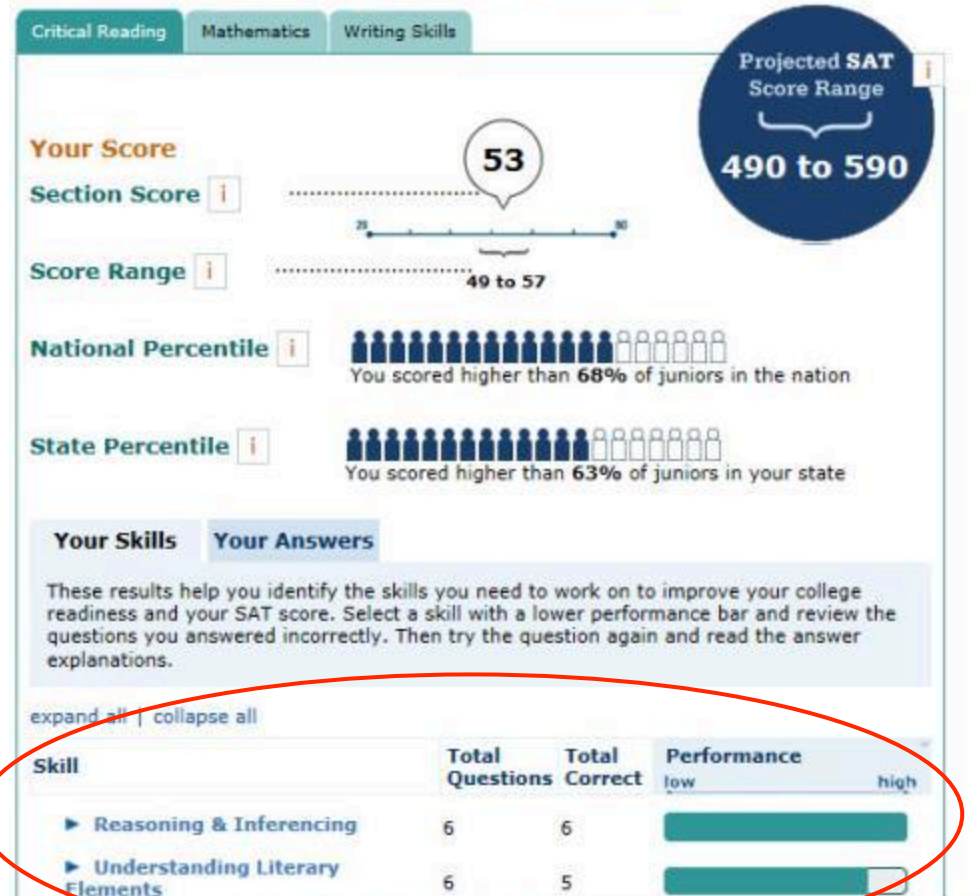 Critical Reading Mathematics Writing Skills
Projected SAT
Score Range
490 to 590
i
Your Score
53
Section Score i
20 80
Score Range i
49 to 57
National Percentile i
You scored higher than 68% of juniors in the nation
State Percentile i
You scored higher than 63% of juniors in your state
Your Skills Your Answers
These results help you identify the skills you need to work on to improve your college
readiness and your SAT score. Select a skill with a lower performance bar and review the
questions you answered incorrectly. Then try the question again and read the answer
explanations.
expand all | collapse all
Skill Total Questions Total Correct Performance
low high
Reasoning & Inferencing 6 6
Understanding Literary
Elements 6 5